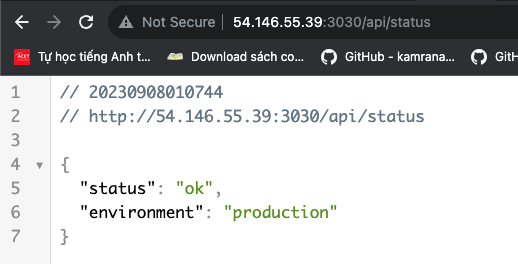 Not Secure | 54.146.55.39:3030/api/status
ACET Tự học tiếng Anh t... Download sách co... GitHub - kamrana... GitH
1 // 20230908010744
2 // http://54.146.55.39:3030/api/status
3
4 {
5 "status": "ok",
6 "environment": "production"
7 }